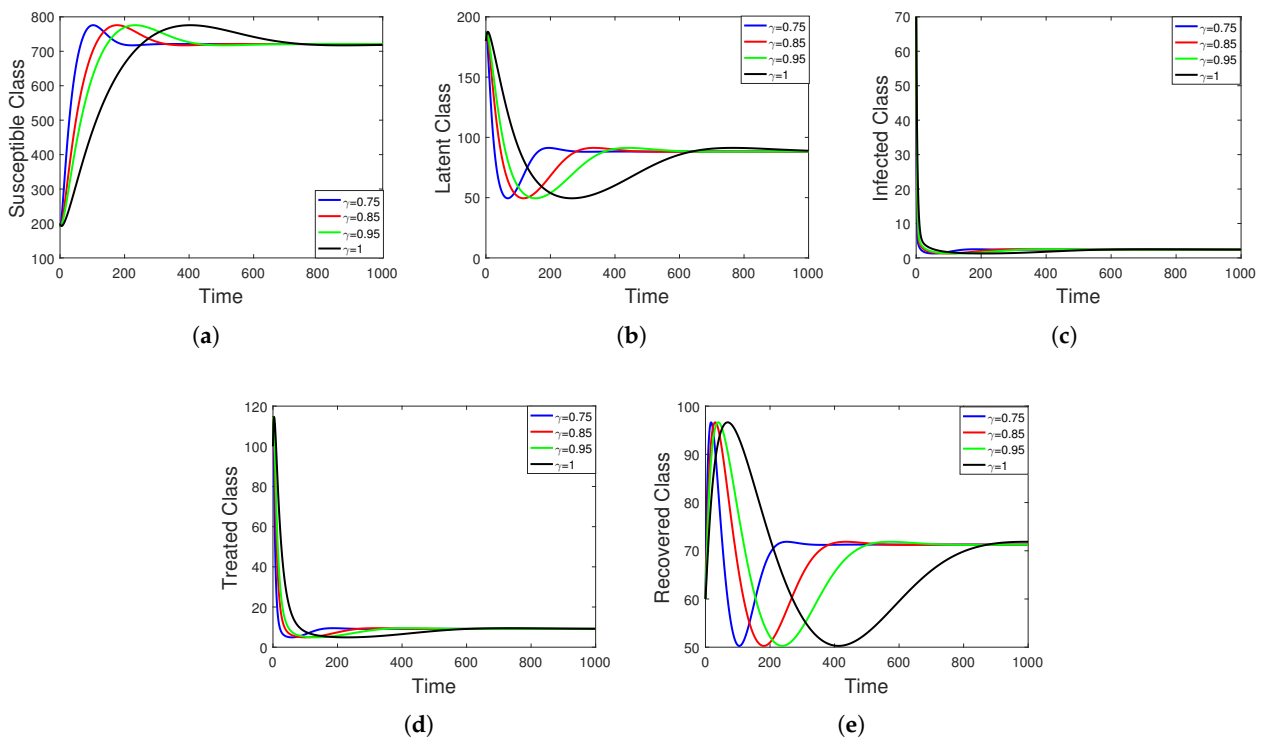 800
700
600
500
400
300
200
100
Susceptible Class
γ=0.75
γ=0.85
γ=0.95
γ=1
0 200 400 600 800 1000
Time
(a)
200
150
100
50
0
Latent Class
γ=0.75
γ=0.85
γ=0.95
γ=1
0 200 400 600 800 1000
Time
(b)
70
60
50
40
30
20
10
0
Infected Class
γ=0.75
γ=0.85
γ=0.95
γ=1
0 200 400 600 800 1000
Time
(c)
120
100
80
60
40
20
0
Treated Class
γ=0.75
γ=0.85
γ=0.95
γ=1
0 200 400 600 800 1000
Time
(d)
100
90
80
70
60
50
Recovered Class
γ=0.75
γ=0.85
γ=0.95
γ=1
0 200 400 600 800 1000
Time
(e)